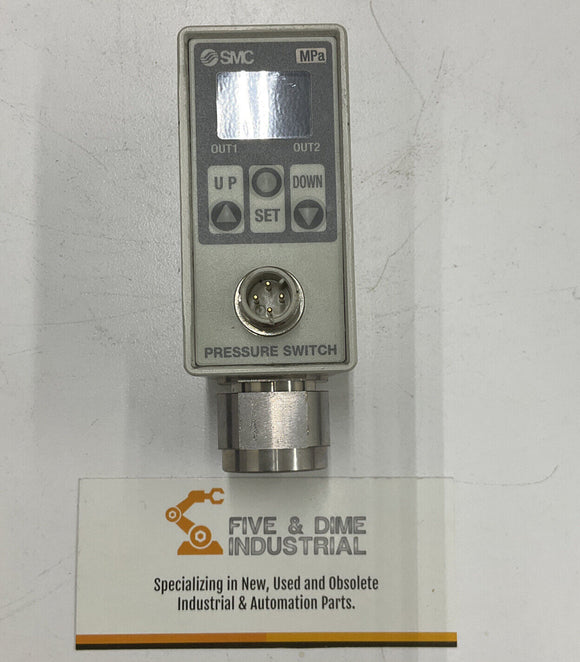 SMC MPa
OUT1 OUT2
UP DOWN
SET
PRESSURE SWITCH
FIVE & DIME
INDUSTRIAL
Specializing in New, Used and Obsolete
Industrial & Automation Parts.